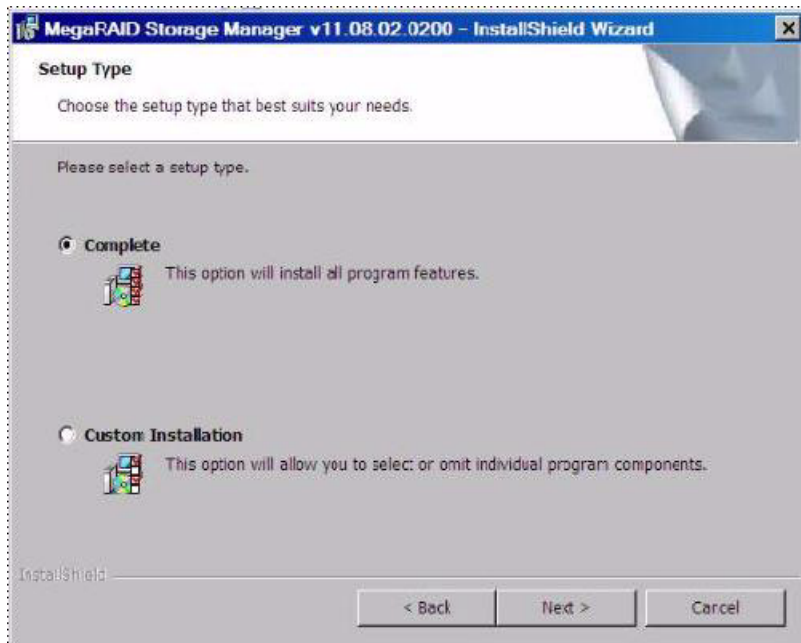 MegaRAID Storage Manager v11.08.02.0200 - InstallShield Wizard
Setup Type
Choose the setup type that best suits your needs.
Please select a setup type.
Complete
This option will install all program features.
Custom Installation
This option will allow you to select or omit individual program components.
InstallShield
< Back
Next >
Cancel